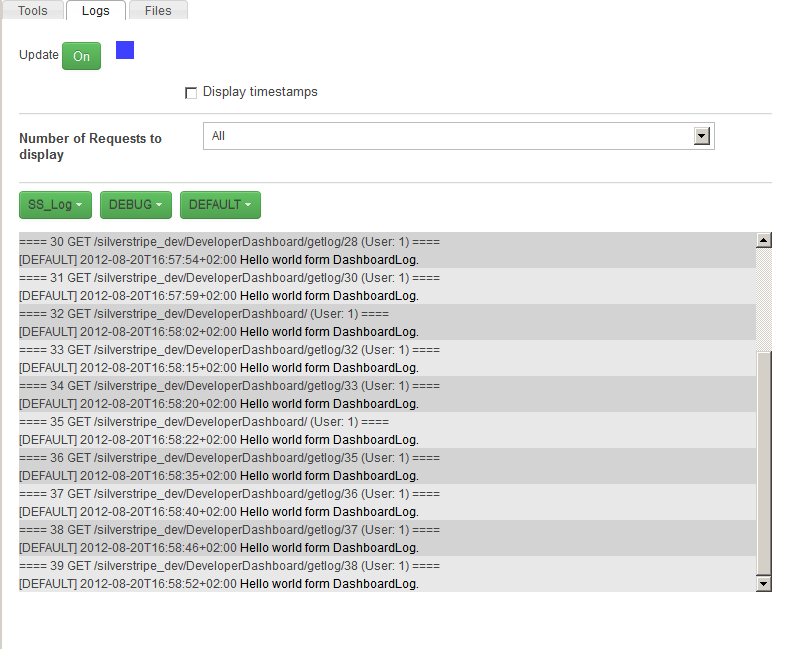 Tools Logs Files
Update On
Display timestamps
Number of Requests to
display
All
SS_Log DEBUG DEFAULT
==== 30 GET /silverstripe_dev/DeveloperDashboard/getlog/28 (User: 1) ====
[DEFAULT] 2012-08-20T16:57:54+02:00 Hello world form DashboardLog.
==== 31 GET /silverstripe_dev/DeveloperDashboard/getlog/30 (User: 1) ====
[DEFAULT] 2012-08-20T16:57:59+02:00 Hello world form DashboardLog.
==== 32 GET /silverstripe_dev/DeveloperDashboard/ (User: 1) ====
[DEFAULT] 2012-08-20T16:58:02+02:00 Hello world form DashboardLog.
==== 33 GET /silverstripe_dev/DeveloperDashboard/getlog/32 (User: 1) ====
[DEFAULT] 2012-08-20T16:58:15+02:00 Hello world form DashboardLog.
==== 34 GET /silverstripe_dev/DeveloperDashboard/getlog/33 (User: 1) ====
[DEFAULT] 2012-08-20T16:58:20+02:00 Hello world form DashboardLog.
==== 35 GET /silverstripe_dev/DeveloperDashboard/ (User: 1) ====
[DEFAULT] 2012-08-20T16:58:22+02:00 Hello world form DashboardLog.
==== 36 GET /silverstripe_dev/DeveloperDashboard/getlog/35 (User: 1) ====
[DEFAULT] 2012-08-20T16:58:35+02:00 Hello world form DashboardLog.
==== 37 GET /silverstripe_dev/DeveloperDashboard/getlog/36 (User: 1) ====
[DEFAULT] 2012-08-20T16:58:40+02:00 Hello world form DashboardLog.
==== 38 GET /silverstripe_dev/DeveloperDashboard/getlog/37 (User: 1) ====
[DEFAULT] 2012-08-20T16:58:46+02:00 Hello world form DashboardLog.
==== 39 GET /silverstripe_dev/DeveloperDashboard/getlog/38 (User: 1) ====
[DEFAULT] 2012-08-20T16:58:52+02:00 Hello world form DashboardLog.